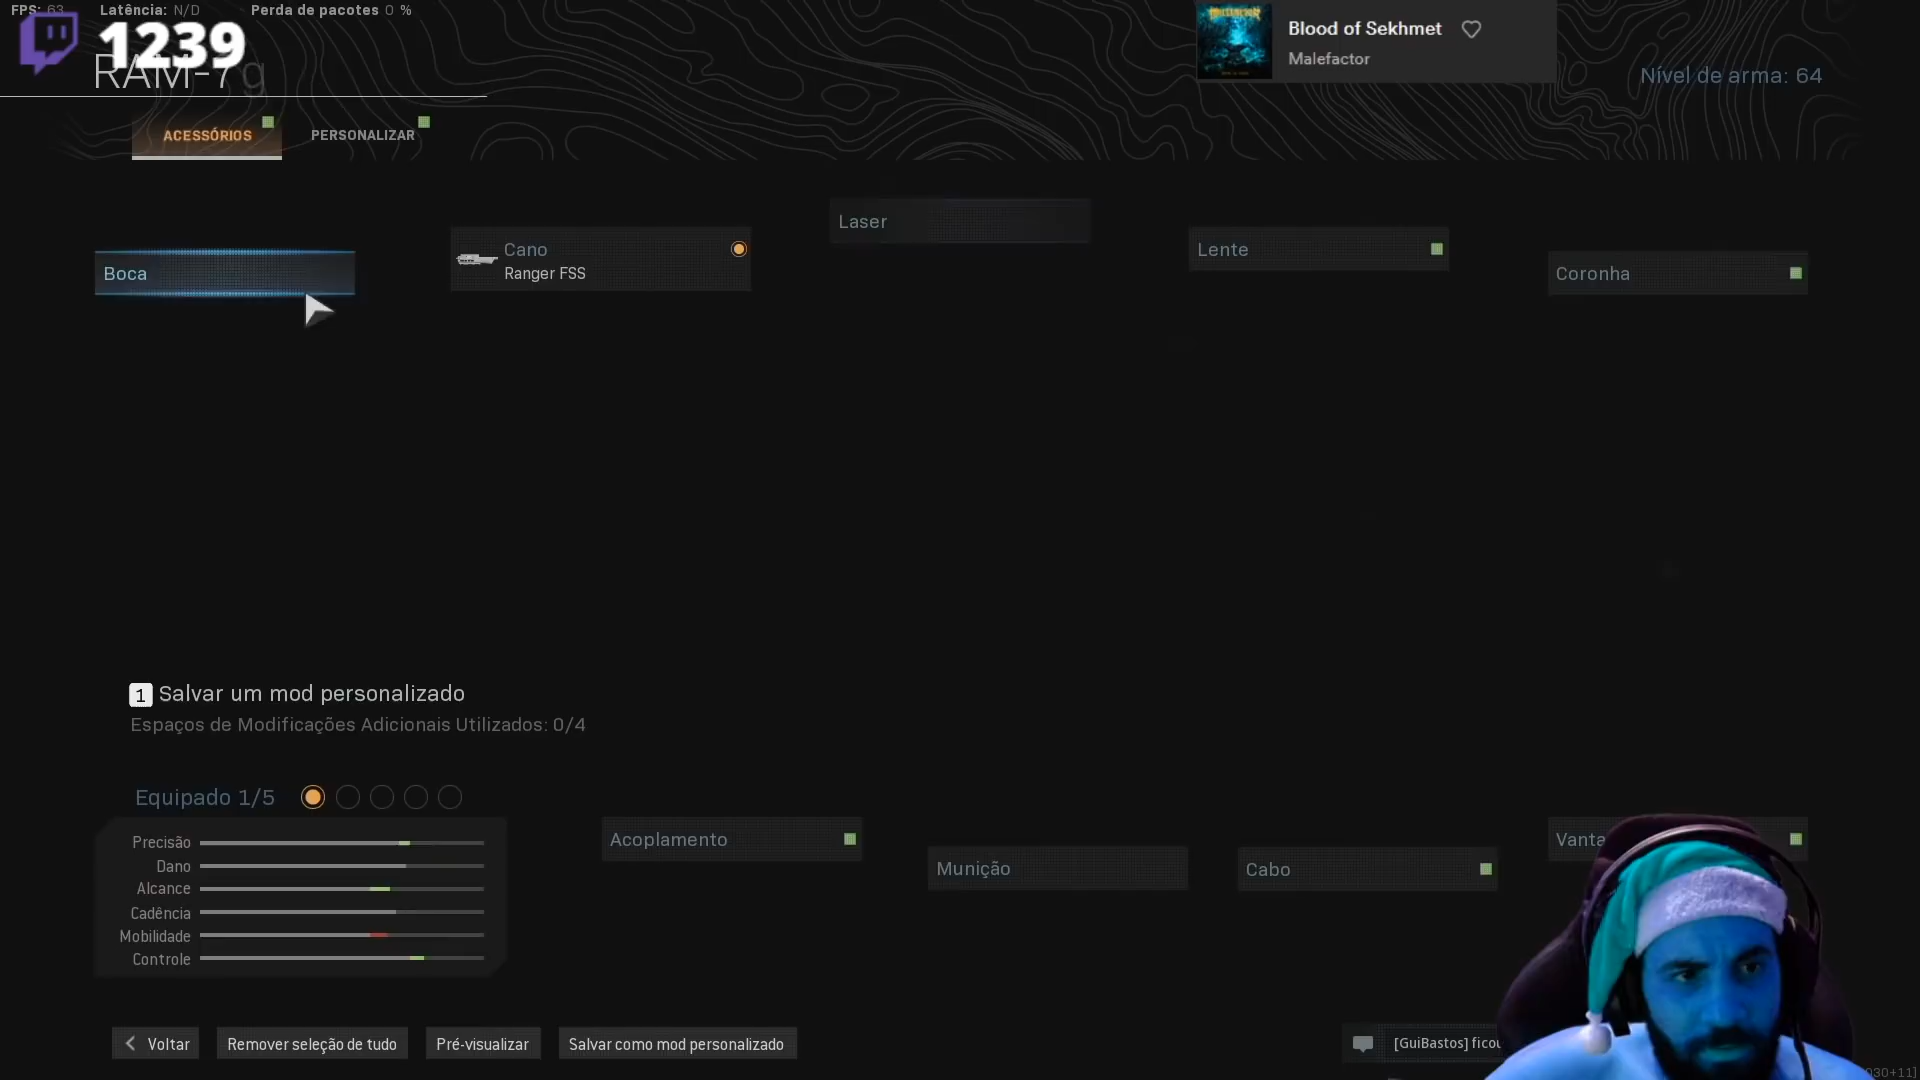 FPS: 63 Latência: N/D Perda de pacotes 0 %
1239
RAM-7
Blood of Sekhmet
Malefactor
Nível de arma: 64
ACESSÓRIOS PERSONALIZAR
Laser
Cano
Ranger FSS
Lente
Boca
Coronha
1 Salvar um mod personalizado
Espaços de Modificações Adicionais Utilizados: 0/4
Equipado 1/5
Precisão
Dano
Alcance
Cadência
Mobilidade
Controle
Acoplamento
Munição
Cabo
Vanta
Voltar
Remover seleção de tudo
Pré-visualizar
Salvar como mod personalizado
[GuiBastos] ficou
030+11]